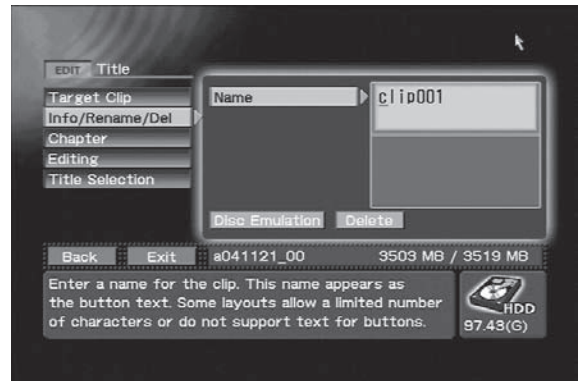 EDIT Title
Target Clip
Info/Rename/Del
Chapter
Editing
Title Selection
Name
clip001
Disc Emulation Delete
Back Exit a041121_00 3503 MB / 3519 MB
Enter a name for the clip. This name appears as
the button text. Some layouts allow a limited number
of characters or do not support text for buttons.
HDD
97.43(G)